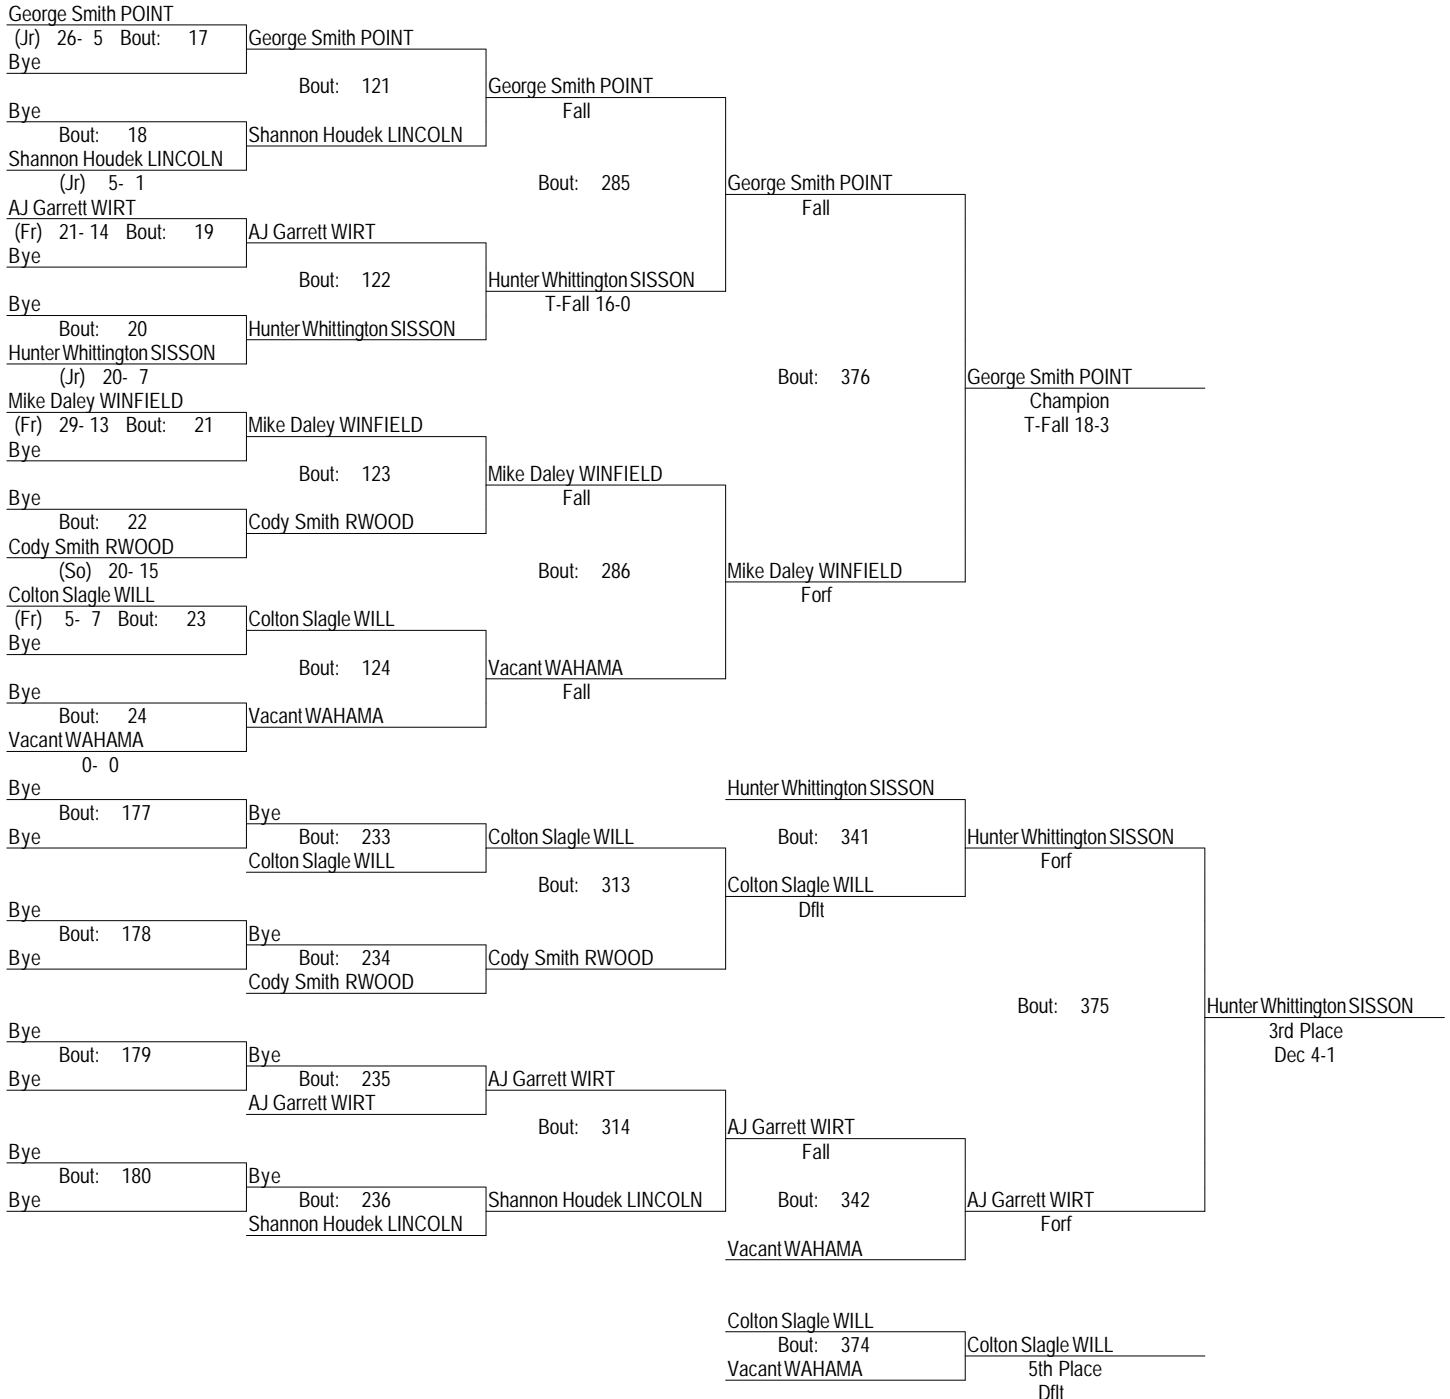 George Smith POINT
(Jr) 26- 5 Bout: 17 George Smith POINT
Bye
Bout: 121 George Smith POINT
Bye Fall
Bout: 18 Shannon Houdek LINCOLN
Shannon Houdek LINCOLN
(Jr) 5- 1 Bout: 285 George Smith POINT
AJ Garrett WIRT Fall
(Fr) 21- 14 Bout: 19 AJ Garrett WIRT
Bye
Bout: 122 Hunter Whittington SISSON
Bye T-Fall 16-0
Bout: 20 Hunter Whittington SISSON
Hunter Whittington SISSON
(Jr) 20- 7 Bout: 376 George Smith POINT
Mike Daley WINFIELD Champion
(Fr) 29- 13 Bout: 21 Mike Daley WINFIELD T-Fall 18-3
Bye
Bout: 123 Mike Daley WINFIELD
Bye Fall
Bout: 22 Cody Smith RWOOD
Cody Smith RWOOD
(So) 20- 15 Bout: 286 Mike Daley WINFIELD
Colton Slagle WILL Forf
(Fr) 5- 7 Bout: 23 Colton Slagle WILL
Bye
Bout: 124 Vacant WAHAMA
Bye Fall
Bout: 24 Vacant WAHAMA
Vacant WAHAMA
0- 0
Bye Hunter Whittington SISSON
Bout: 177 Bye
Bye Bout: 233 Colton Slagle WILL Bout: 341 Hunter Whittington SISSON
Colton Slagle WILL Forf
Bout: 313 Colton Slagle WILL
Bye Dflt
Bout: 178 Bye
Bye Bout: 234 Cody Smith RWOOD
Cody Smith RWOOD
Bout: 375 Hunter Whittington SISSON
Bye 3rd Place
Bout: 179 Bye Dec 4-1
Bye Bout: 235 AJ Garrett WIRT
AJ Garrett WIRT
Bout: 314 AJ Garrett WIRT
Bye Fall
Bout: 180 Bye
Bye Bout: 236 Shannon Houdek LINCOLN Bout: 342 AJ Garrett WIRT
Shannon Houdek LINCOLN Forf
Vacant WAHAMA
Colton Slagle WILL
Bout: 374 Colton Slagle WILL
Vacant WAHAMA 5th Place
Dflt